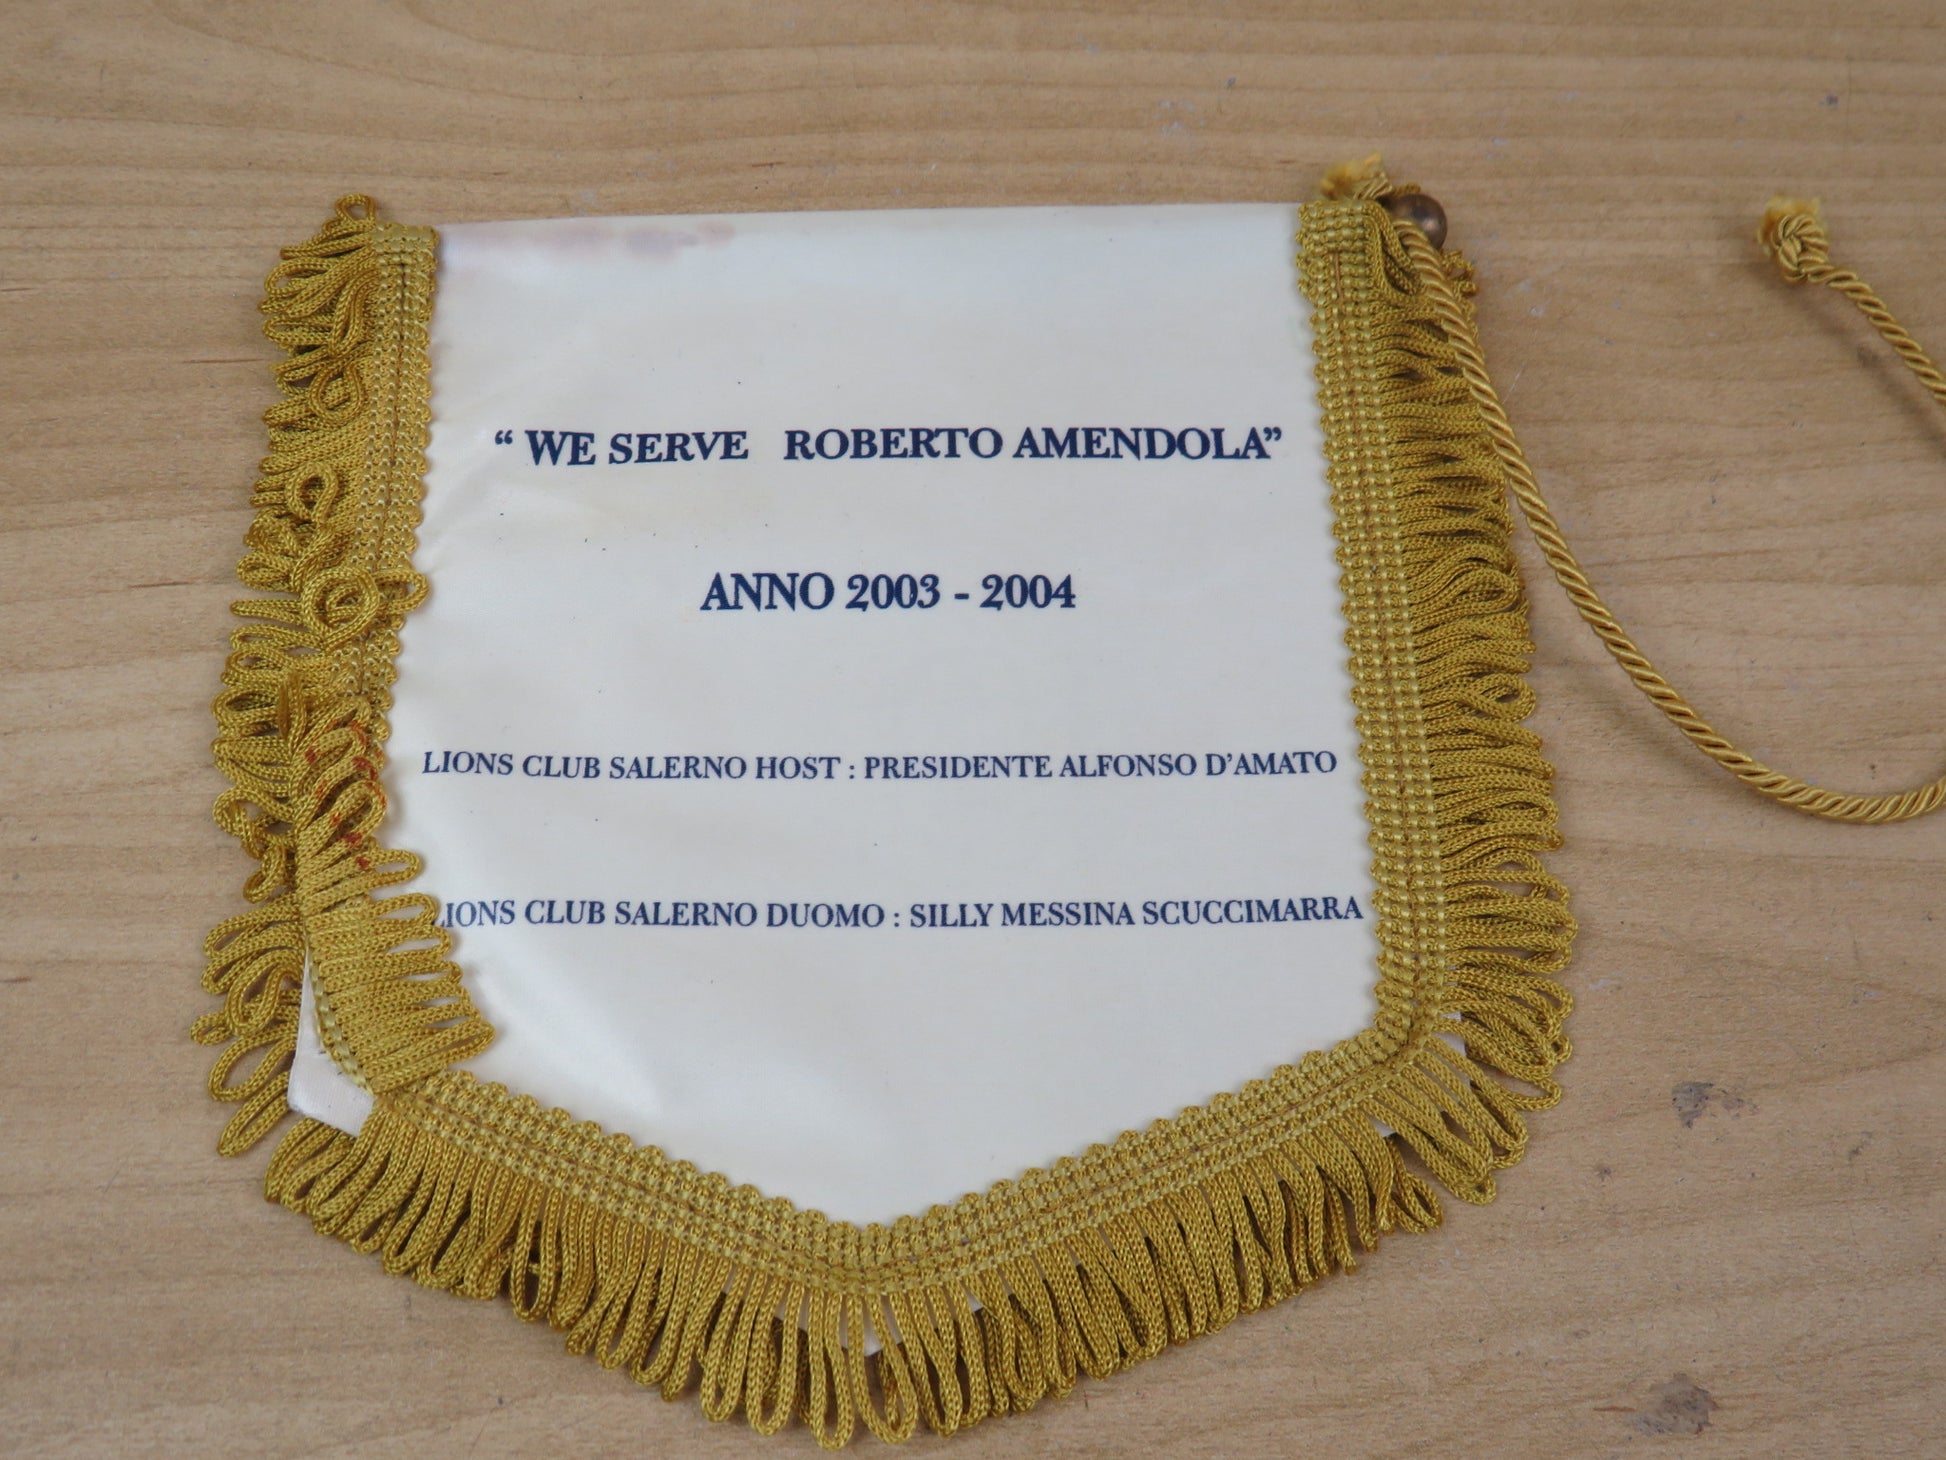 “ WE SERVE ROBERTO AMENDOLA”
ANNO 2003 - 2004
LIONS CLUB SALERNO HOST : PRESIDENTE ALFONSO D’AMATO
LIONS CLUB SALERNO DUOMO : SILLY MESSINA SCUCCIMARRA